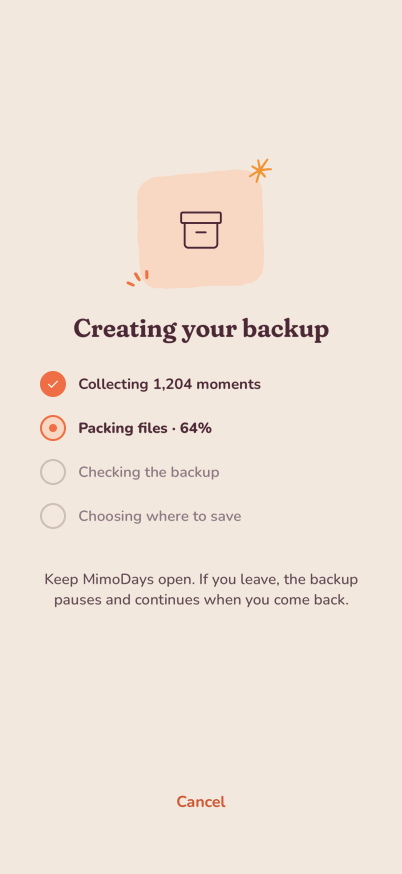 Creating your backup
Collecting 1,204 moments
Packing files · 64%
Checking the backup
Choosing where to save
Keep MimoDays open. If you leave, the backup
pauses and continues when you come back.
Cancel